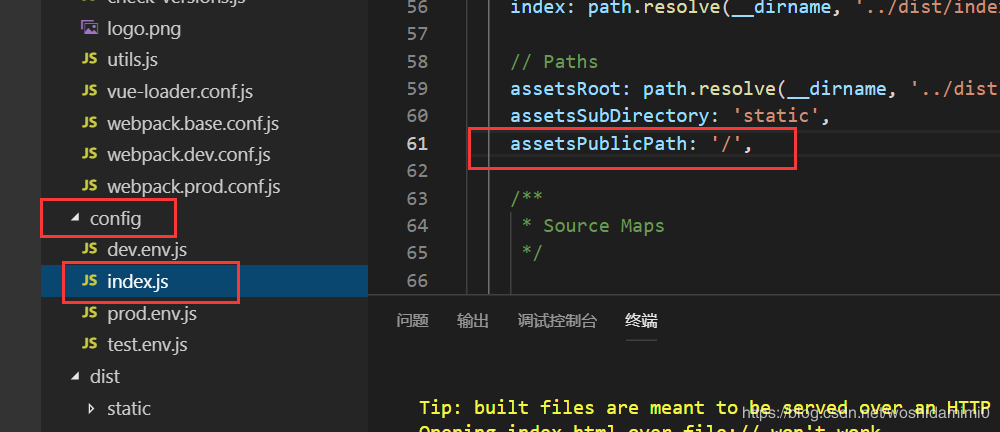 check-versions.js
logo.png
JS utils.js
JS vue-loader.conf.js
JS webpack.base.conf.js
JS webpack.dev.conf.js
JS webpack.prod.conf.js
config
JS dev.env.js
JS index.js
JS prod.env.js
JS test.env.js
dist
static
56 index: path.resolve(__dirname, '../dist/inde
57
58 // Paths
59 assetsRoot: path.resolve(__dirname, '../dist
60 assetsSubDirectory: 'static',
61 assetsPublicPath: '/',
62
63 /**
64 * Source Maps
65 */
66
问题 输出 调试控制台 终端
Tip: built files are meant to be served over an HTTP
Opening index.html over file:// won't work.
https://blog.csdn.net/woshidamimi0